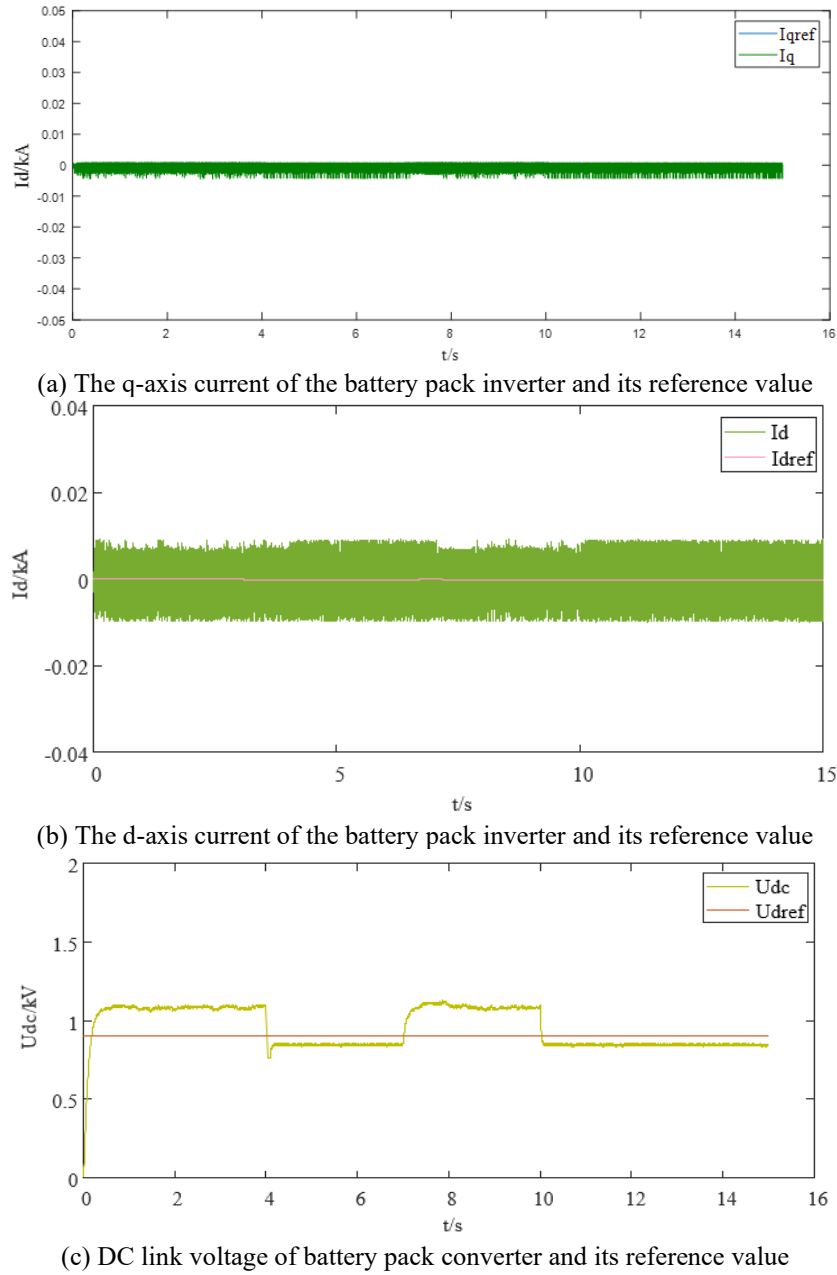 0.05
0.04
0.03
0.02
0.01
0
-0.01
-0.02
-0.03
-0.04
-0.05
Id/kA
Iqref
Iq
0 2 4 6 8 10 12 14 16
t/s
(a) The q-axis current of the battery pack inverter and its reference value
0.04
0.02
0
-0.02
-0.04
Id/kA
Id
Idref
0 5 10 15
t/s
(b) The d-axis current of the battery pack inverter and its reference value
2
1.5
1
0.5
0
Udc/kV
Udc
Udref
0 2 4 6 8 10 12 14 16
t/s
(c) DC link voltage of battery pack converter and its reference value